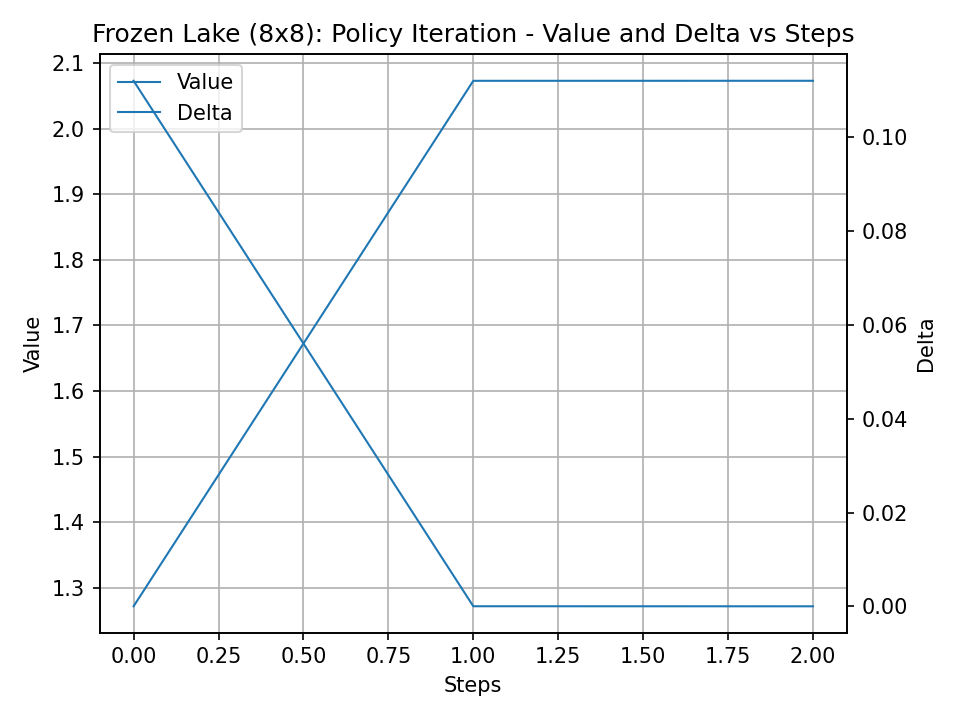 Frozen Lake (8x8): Policy Iteration - Value and Delta vs Steps
Value
Delta
2.1
2.0
1.9
1.8
1.7
1.6
1.5
1.4
1.3
Value
0.10
0.08
0.06
0.04
0.02
0.00
Delta
0.00 0.25 0.50 0.75 1.00 1.25 1.50 1.75 2.00
Steps